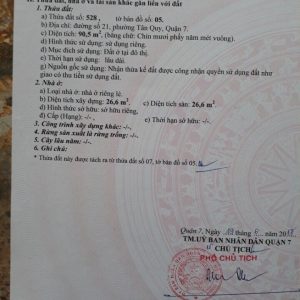 II. Thửa đất, nhà ở và tài sản khác gắn liền với đất
1. Thửa đất:
a) Thửa đất số: 528 , tờ bản đồ số: 05.
b) Địa chỉ: đường số 21, phường Tân Quy, Quận 7.
c) Diện tích: 90,5 m², (bằng chữ: Chín mươi phẩy năm mét vuông).
d) Hình thức sử dụng: sử dụng riêng.
đ) Mục đích sử dụng: Đất ở tại đô thị.
e) Thời hạn sử dụng: lâu dài.
g) Nguồn gốc sử dụng: Nhận thừa kế đất được công nhận quyền sử dụng đất như
giao có thu tiền sử dụng đất.
2. Nhà ở:
a) Loại nhà ở: nhà ở riêng lẻ.
b) Diện tích xây dựng: 26,6 m². c) Diện tích sàn: 26,6 m².
d) Hình thức sở hữu: sở hữu riêng.
đ) Cấp (Hạng): -/- , e) Thời hạn sở hữu: -/-.
3. Công trình xây dựng khác: -/-.
4. Rừng sản xuất là rừng trồng: -/-.
5. Cây lâu năm: -/-.
6. Ghi chú:
* Thửa đất này được tách ra từ thửa đất số 07, tờ bản đồ số 05.
Quận 7, Ngày
TM.UỶ BAN NHÂN DÂN QUẬN 7
CHỦ TỊCH
PHÓ CHỦ TỊCH